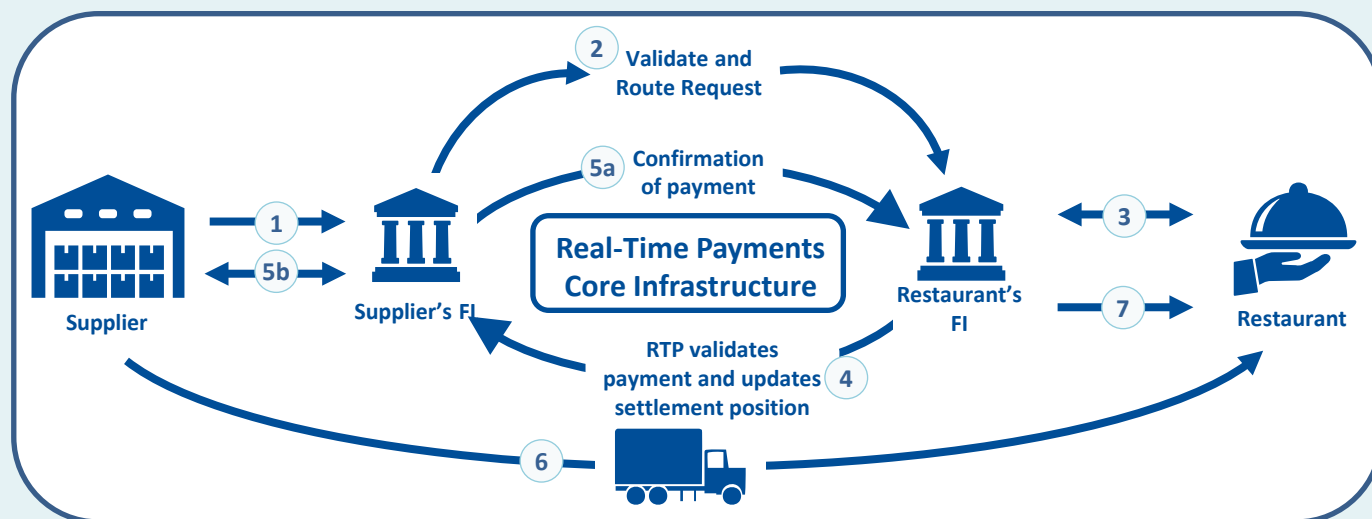 2
Validate and
Route Request
5a
Confirmation
of payment
1
5b
3
7
Real-Time Payments
Core Infrastructure
Supplier
Supplier's FI
Restaurant's
FI
Restaurant
RTP validates
payment and updates
settlement position
4
6